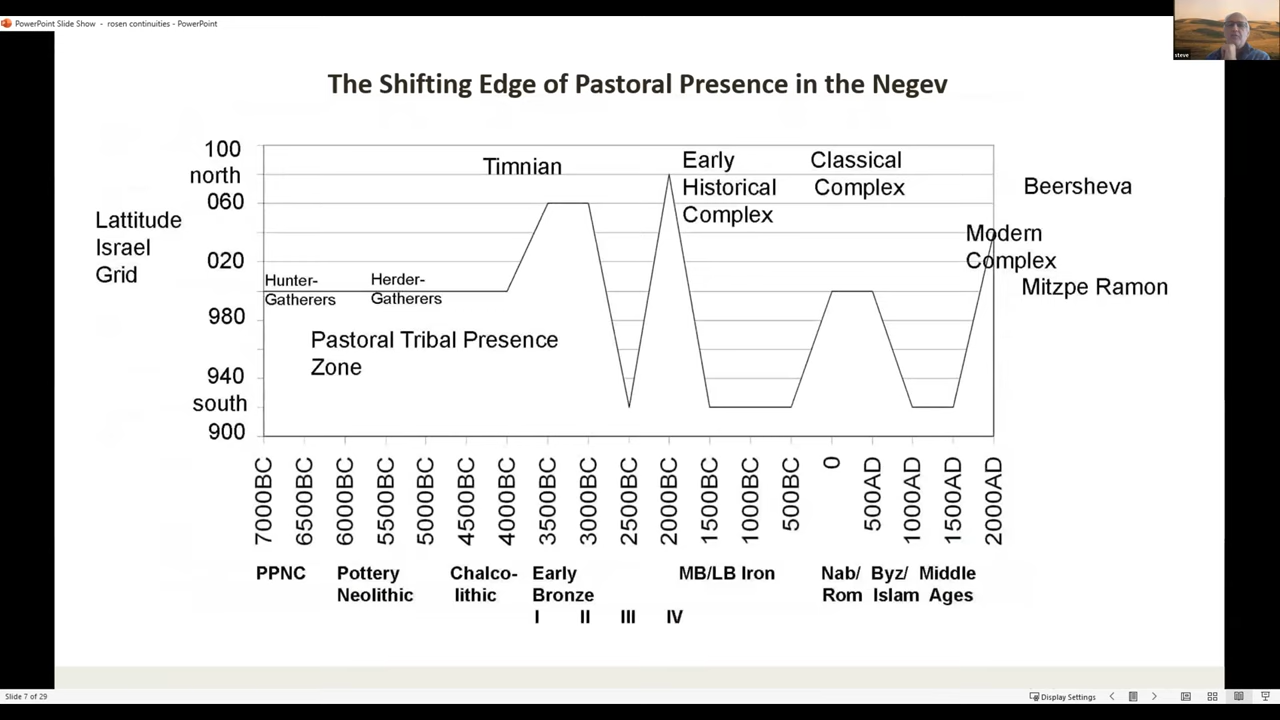 PowerPoint Slide Show - rosen continuities - PowerPoint
steve
The Shifting Edge of Pastoral Presence in the Negev
Lattitude
Israel
Grid
100
north
060
020
980
940
south
900
Timnian
Early
Historical
Complex
Classical
Complex
Beersheva
Modern
Complex
Mitzpe Ramon
Hunter-
Gatherers
Herder-
Gatherers
Pastoral Tribal Presence
Zone
7000BC
6500BC
6000BC
5500BC
5000BC
4500BC
4000BC
3500BC
3000BC
2500BC
2000BC
1500BC
1000BC
500BC
0
500AD
1000AD
1500AD
2000AD
PPNC
Pottery
Neolithic
Chalco-
lithic
Early
Bronze
I II III IV
MB/LB Iron
Nab/
Rom
Byz/
Islam
Middle
Ages
Slide 7 of 29
Display Settings